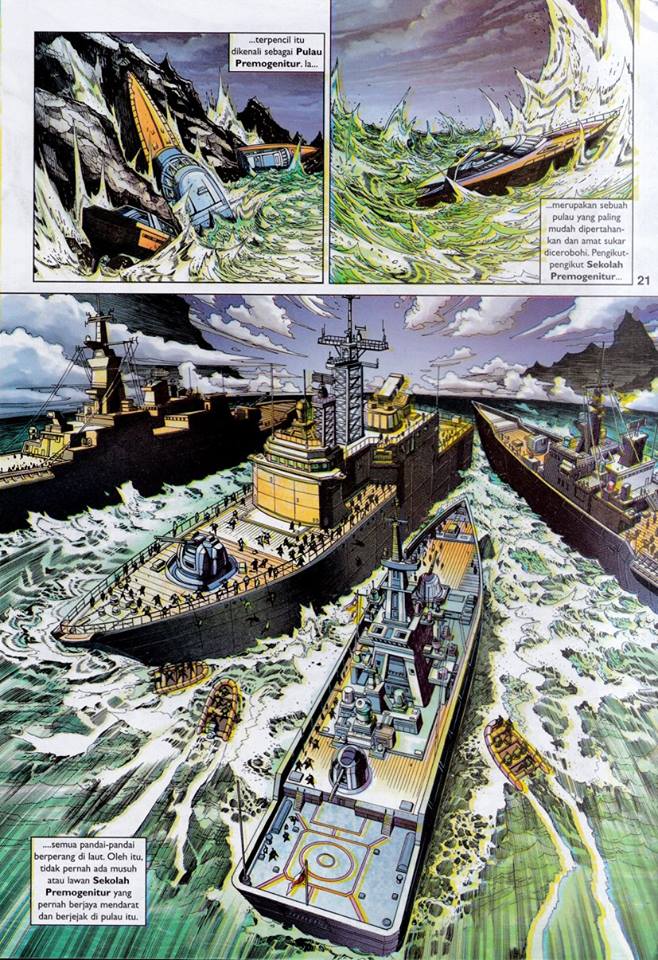 ...terpencil itu
dikenali sebagai Pulau
Premogenitur. Ia...
...merupakan sebuah
pulau yang paling
mudah dipertahan-
kan dan amat sukar
dicerobohi. Pengikut-
pengikut Sekolah
Premogenitur...
21
....semua pandai-pandai
berperang di laut. Oleh itu,
tidak pernah ada musuh
atau lawan Sekolah
Premogenitur yang
pernah berjaya mendarat
dan berjejak di pulau itu.